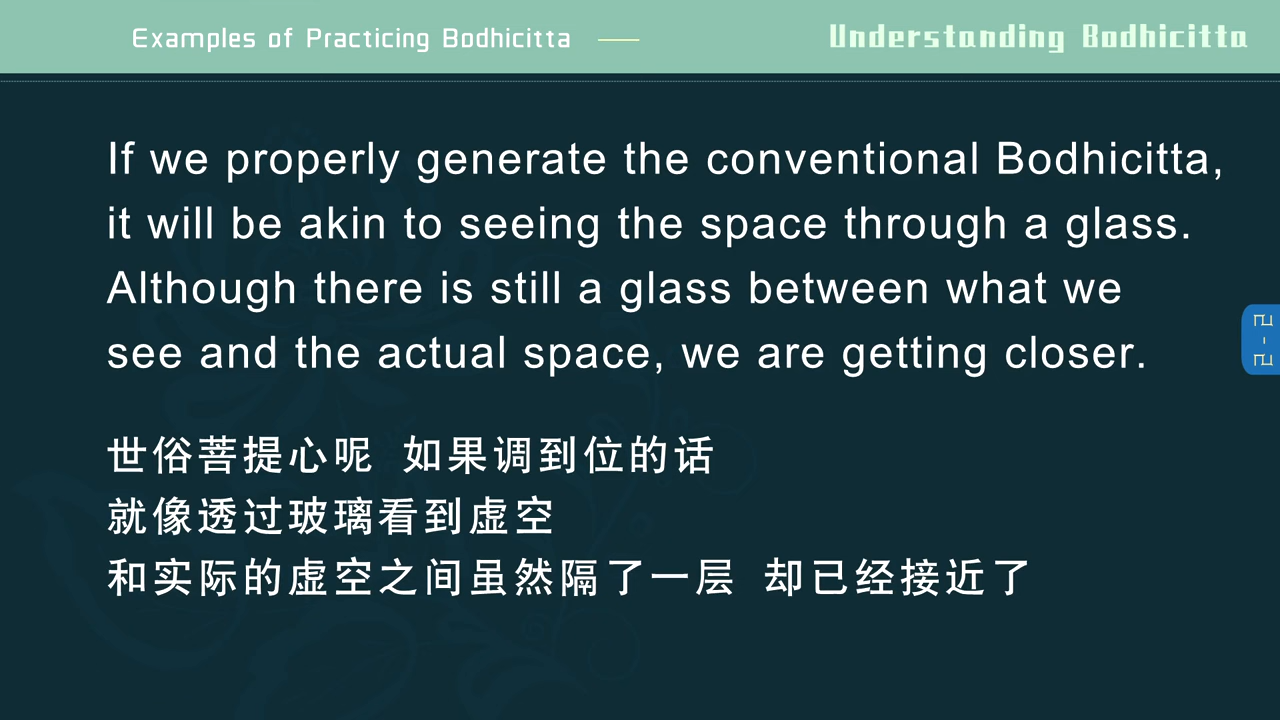 Examples of Practicing Bodhicitta
Understanding Bodhicitta
If we properly generate the conventional Bodhicitta,
it will be akin to seeing the space through a glass.
Although there is still a glass between what we
see and the actual space, we are getting closer.
世俗菩提心呢 如果调到位的话
就像透过玻璃看到虚空
和实际的虚空之间虽然隔了一层 却已经接近了